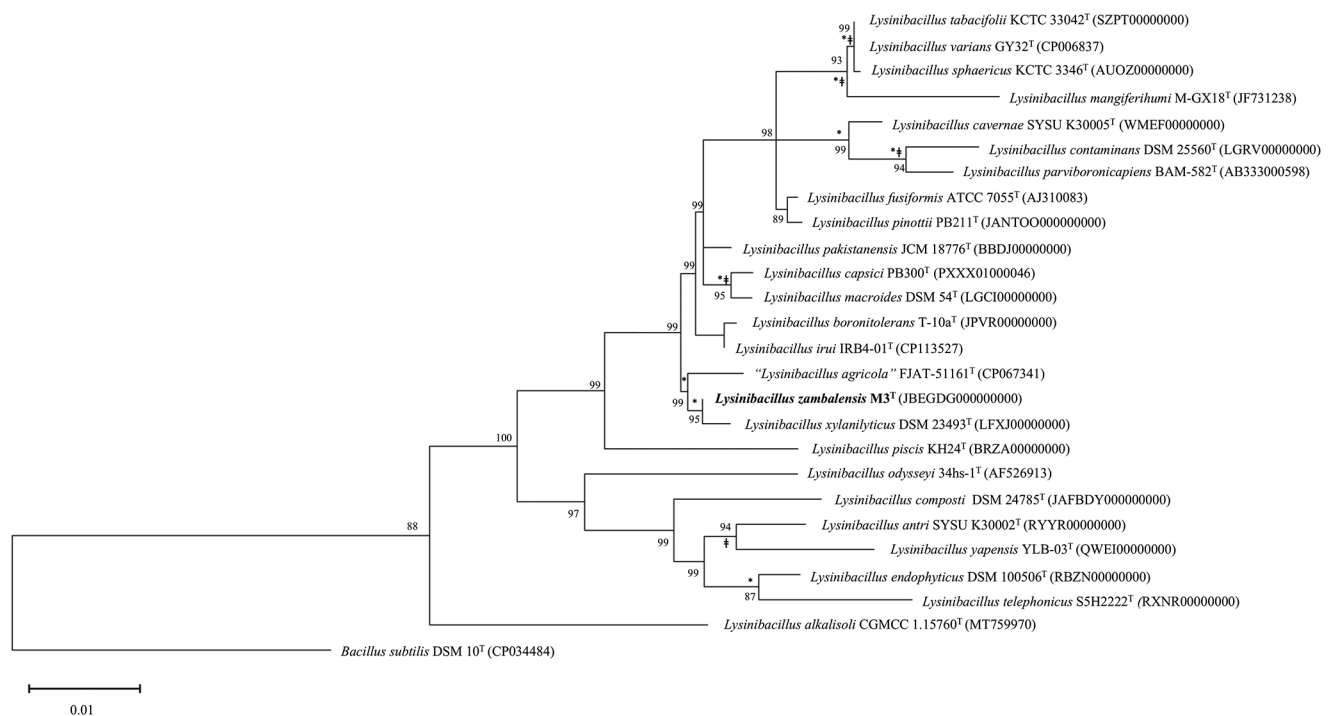 99
*ǂ
Lysinibacillus tabacifolii KCTC 33042ᵀ (SZPT00000000)
Lysinibacillus varians GY32ᵀ (CP006837)
93
*ǂ
Lysinibacillus sphaericus KCTC 3346ᵀ (AUOZ00000000)
Lysinibacillus mangiferihumi M-GX18ᵀ (JF731238)
98
*
99
Lysinibacillus cavernae SYSU K30005ᵀ (WMEF00000000)
*ǂ
94
Lysinibacillus contaminans DSM 25560ᵀ (LGRV00000000)
Lysinibacillus parviboronicapiens BAM-582ᵀ (AB333000598)
89
Lysinibacillus fusiformis ATCC 7055ᵀ (AJ310083)
Lysinibacillus pinottii PB211ᵀ (JANTOO000000000)
99
Lysinibacillus pakistanensis JCM 18776ᵀ (BBDJ00000000)
99
*ǂ
95
Lysinibacillus capsici PB300ᵀ (PXXX01000046)
Lysinibacillus macroides DSM 54ᵀ (LGCI00000000)
99
Lysinibacillus boronitolerans T-10aᵀ (JPVR00000000)
Lysinibacillus irui IRB4-01ᵀ (CP113527)
*
99
“Lysinibacillus agricola” FJAT-51161ᵀ (CP067341)
*
95
Lysinibacillus zambalensis M3ᵀ (JBEGDG000000000)
Lysinibacillus xylanilyticus DSM 23493ᵀ (LFXJ00000000)
99
Lysinibacillus piscis KH24ᵀ (BRZA00000000)
100
Lysinibacillus odysseyi 34hs-1ᵀ (AF526913)
97
Lysinibacillus composti DSM 24785ᵀ (JAFBDY000000000)
99
94
ǂ
Lysinibacillus antri SYSU K30002ᵀ (RYYR00000000)
Lysinibacillus yapensis YLB-03ᵀ (QWEI00000000)
99
*
87
Lysinibacillus endophyticus DSM 100506ᵀ (RBZN00000000)
Lysinibacillus telephonicus S5H2222ᵀ (RXNR00000000)
88
Lysinibacillus alkalisoli CGMCC 1.15760ᵀ (MT759970)
Bacillus subtilis DSM 10ᵀ (CP034484)
0.01